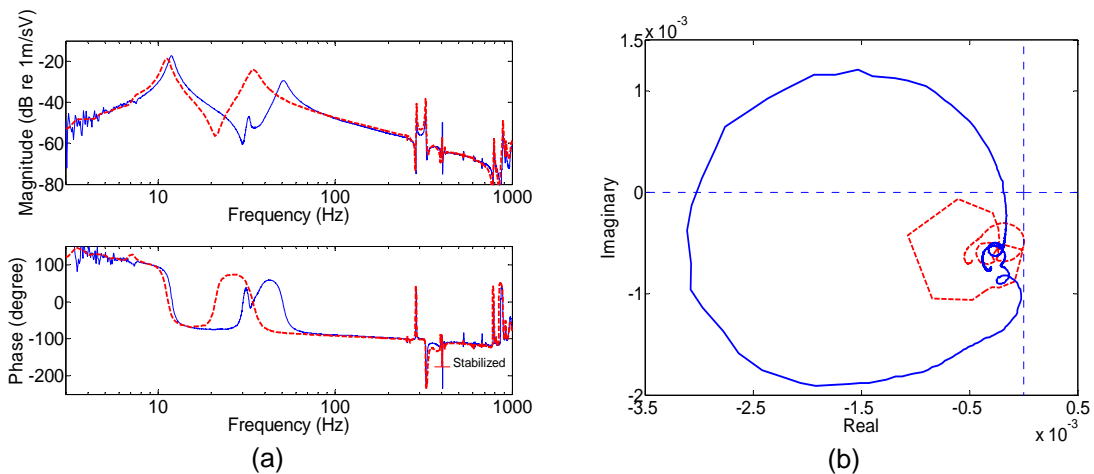 Magnitude (dB re 1m/sV)
0
-20
-40
-60
-80
10
100
1000
Frequency (Hz)
Phase (degree)
100
0
-100
-200
Stabilized
10
100
1000
Frequency (Hz)
(a)
x 10⁻³
Imaginary
1.5
1
0
-1
-2
-3.5
-2.5
-1.5
-0.5
0.5
Real
x 10⁻³
(b)